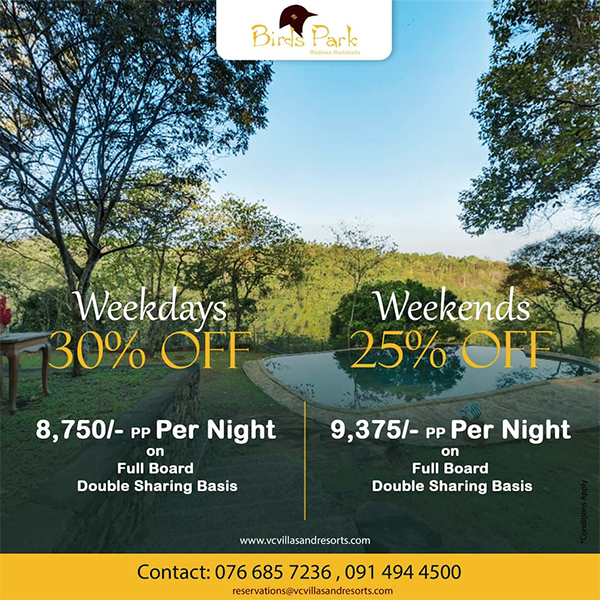 Birds Park
Wedawa Wadakada
Weekdays
30% OFF
8,750/- PP Per Night
on
Full Board
Double Sharing Basis
Weekends
25% OFF
9,375/- PP Per Night
on
Full Board
Double Sharing Basis
*Conditions Apply
www.vcvillasandresorts.com
Contact: 076 685 7236 , 091 494 4500
reservations@vcvillasandresorts.com